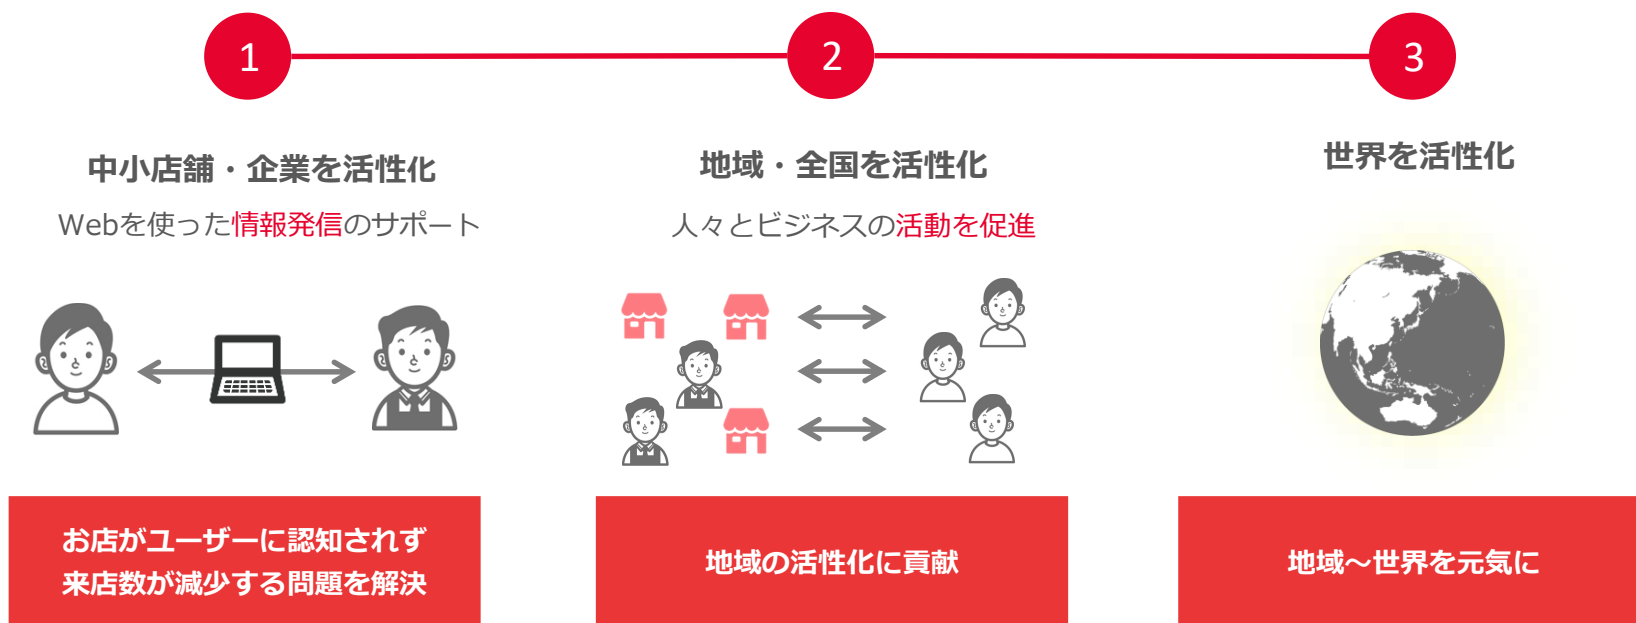 1
2
3
中小店舗・企業を活性化
Webを使った情報発信のサポート
お店がユーザーに認知されず
来店数が減少する問題を解決
地域・全国を活性化
人々とビジネスの活動を促進
地域の活性化に貢献
世界を活性化
地域～世界を元気に